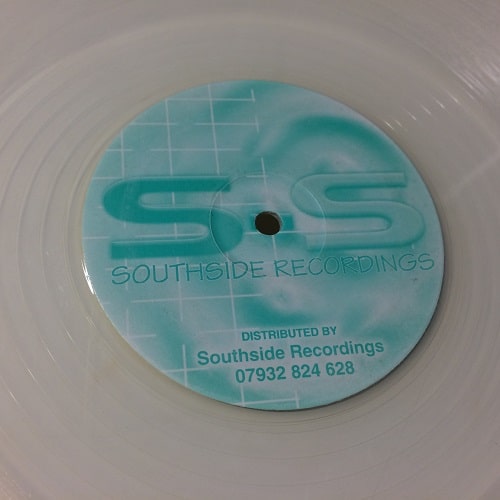 S-S
SOUTHSIDE RECORDINGS
DISTRIBUTED BY
Southside Recordings
07932 824 628